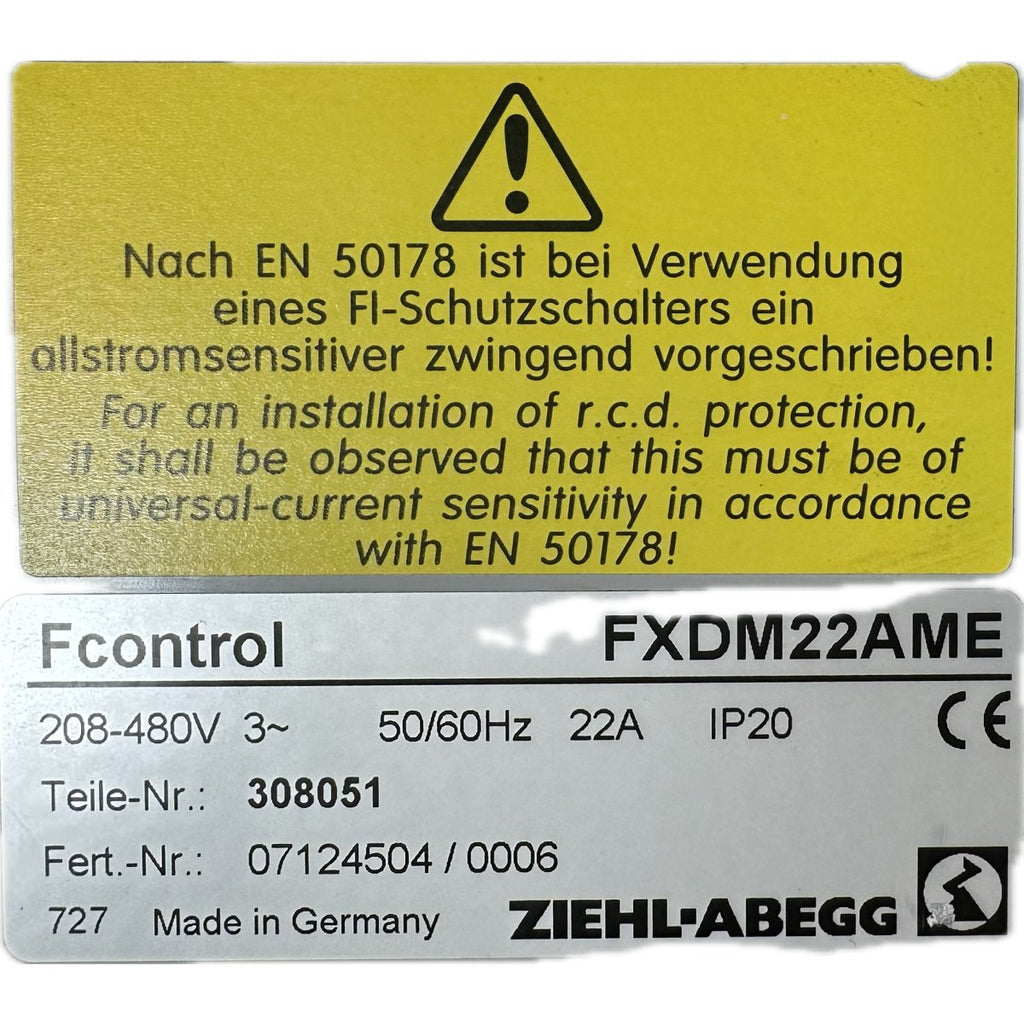 Nach EN 50178 ist bei Verwendung
eines FI-Schutzschalters ein
allstromsensitiver zwingend vorgeschrieben!
For an installation of r.c.d. protection,
it shall be observed that this must be of
universal-current sensitivity in accordance
with EN 50178!
Fcontrol FXDM22AME
208-480V 3~ 50/60Hz 22A IP20 CE
Teile-Nr.: 308051
Fert.-Nr.: 07124504 / 0006
727 Made in Germany ZIEHL-ABEGG